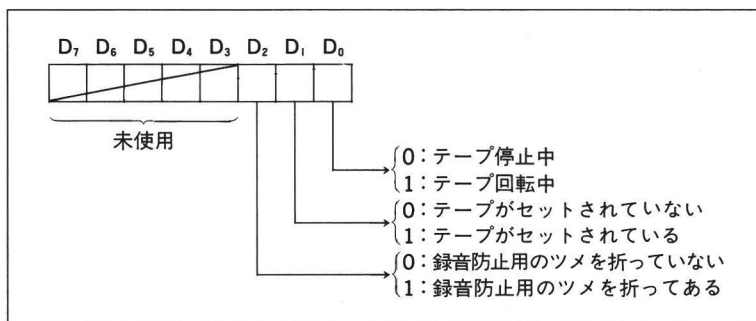 D₇ D₆ D₅ D₄ D₃ D₂ D₁ D₀
未使用
0：テープ停止中
1：テープ回転中
0：テープがセットされていない
1：テープがセットされている
0：録音防止用のツメを折っていない
1：録音防止用のツメを折ってある